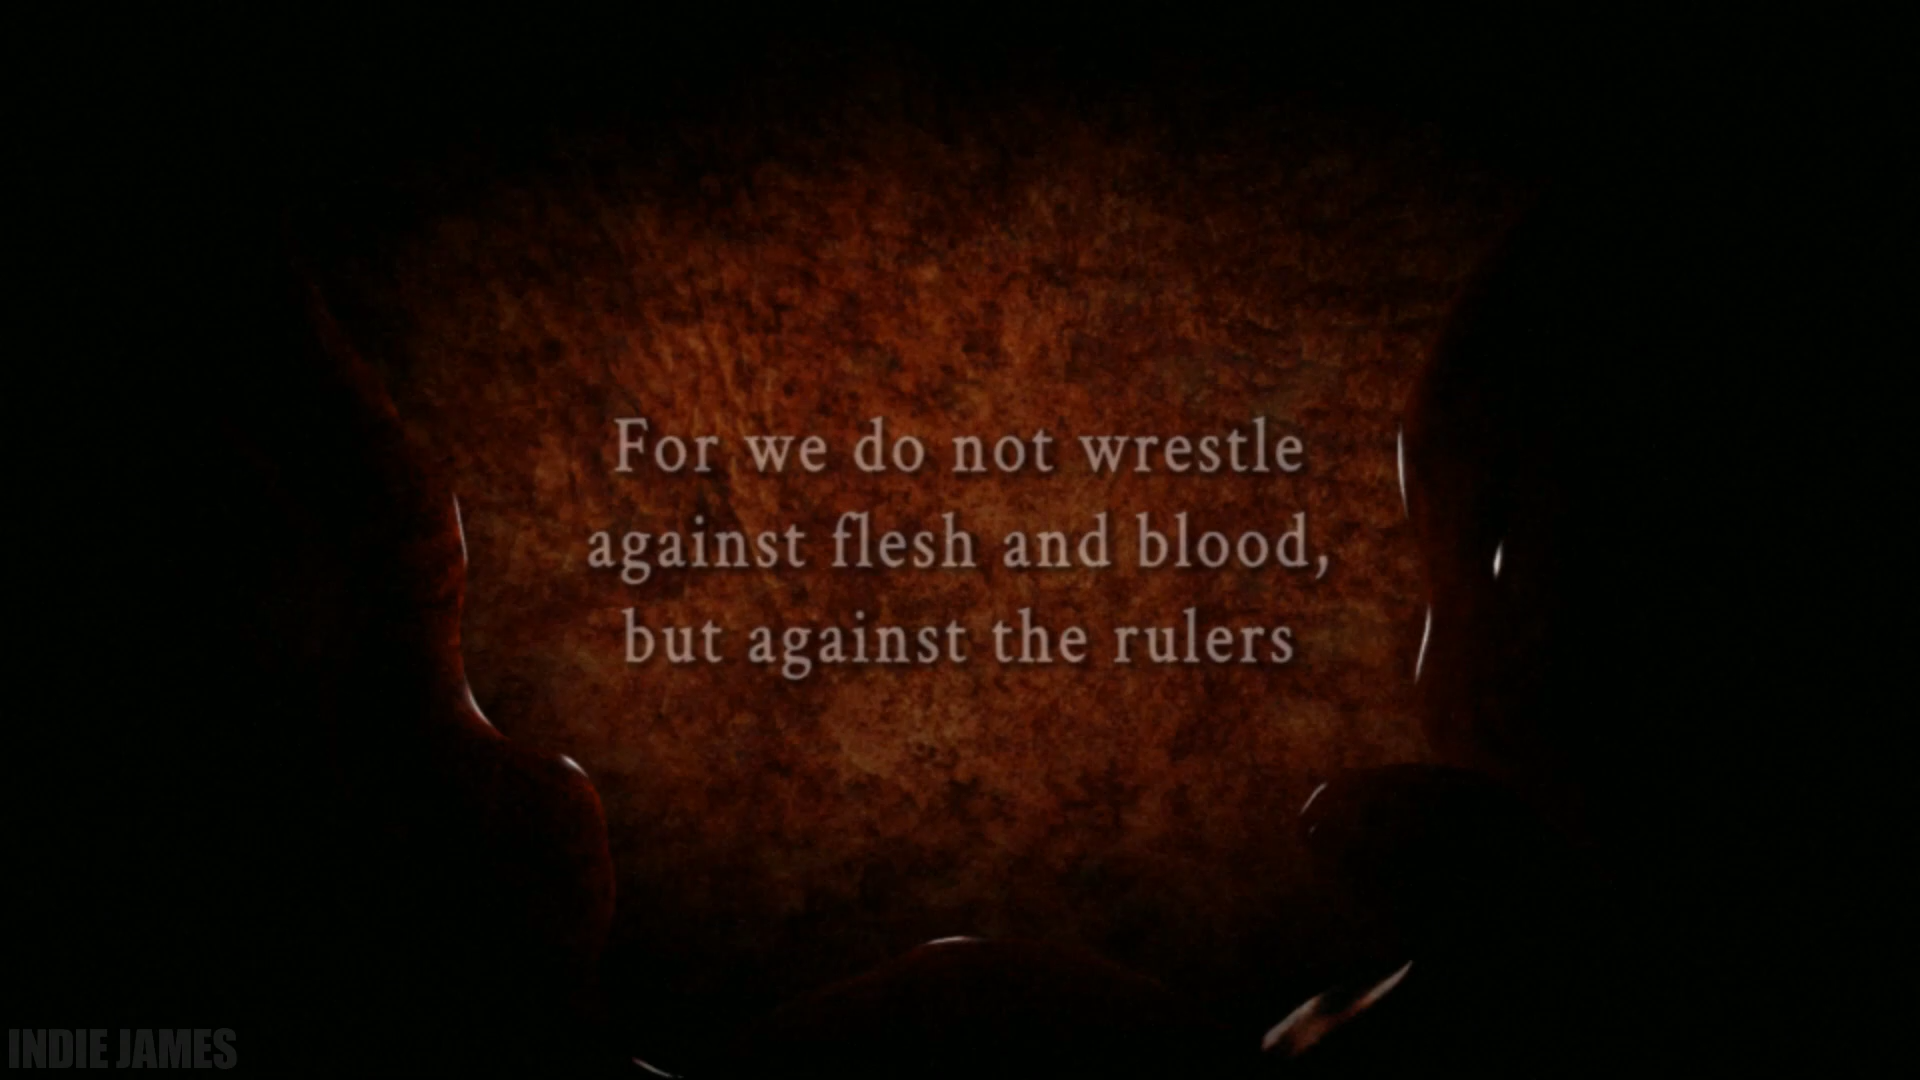 For we do not wrestle
against flesh and blood,
but against the rulers
INDIE JAMES